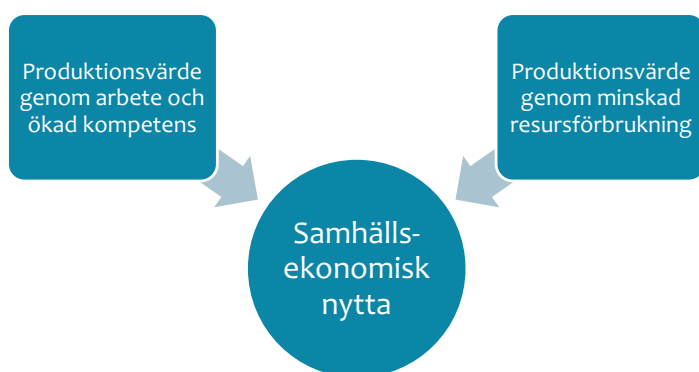 Produktionsvärde
genom arbete och
ökad kompetens
Produktionsvärde
genom minskad
resursförbrukning
Samhälls-
ekonomisk
nytta